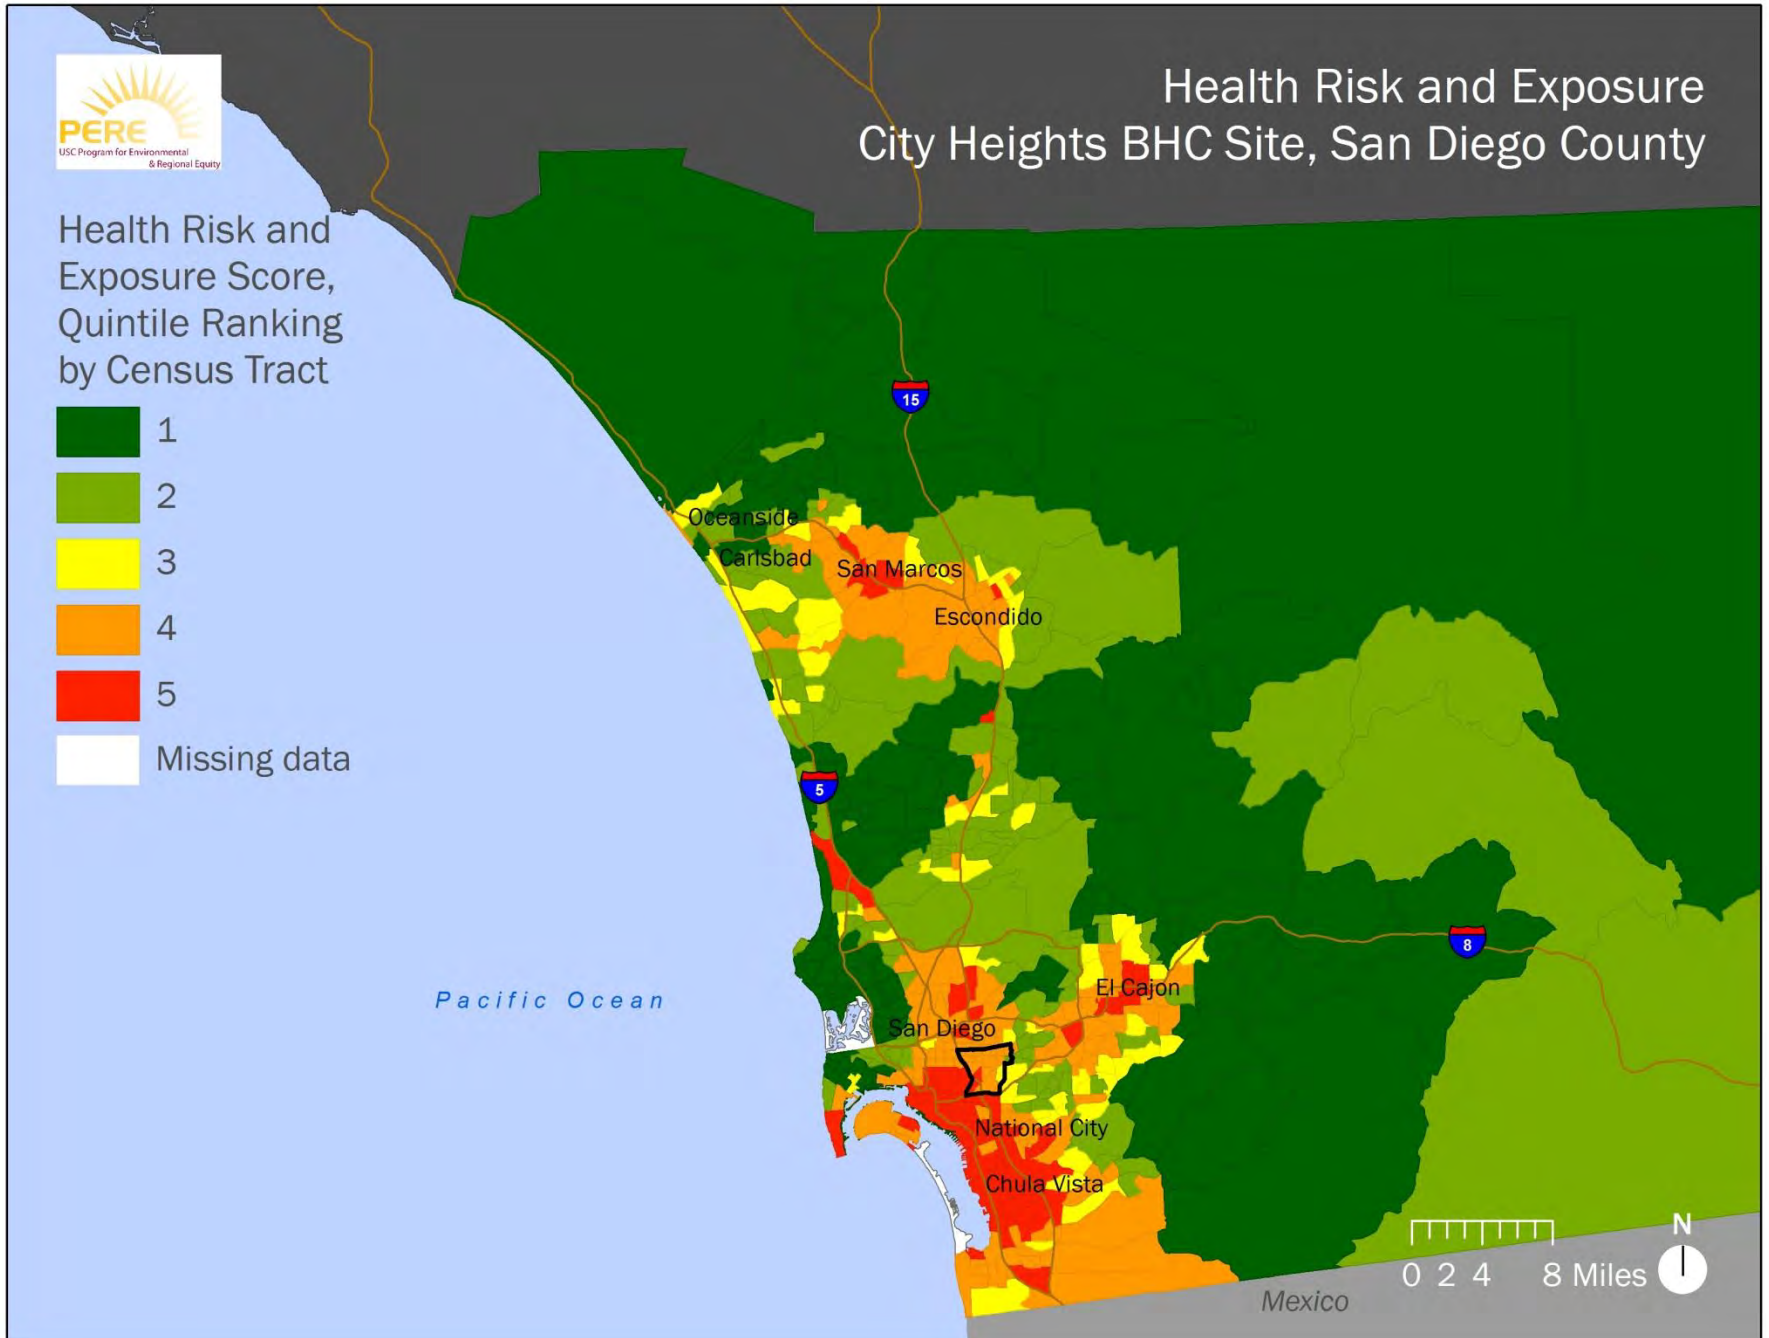 Health Risk and Exposure
City Heights BHC Site, San Diego County
PERE
USC Program for Environmental
& Regional Equity
Health Risk and
Exposure Score,
Quintile Ranking
by Census Tract
1
2
3
4
5
Missing data
15
Oceanside
Carlsbad
San Marcos
Escondido
5
8
El Cajon
Pacific Ocean
San Diego
National City
Chula Vista
N
0 2 4 8 Miles
Mexico